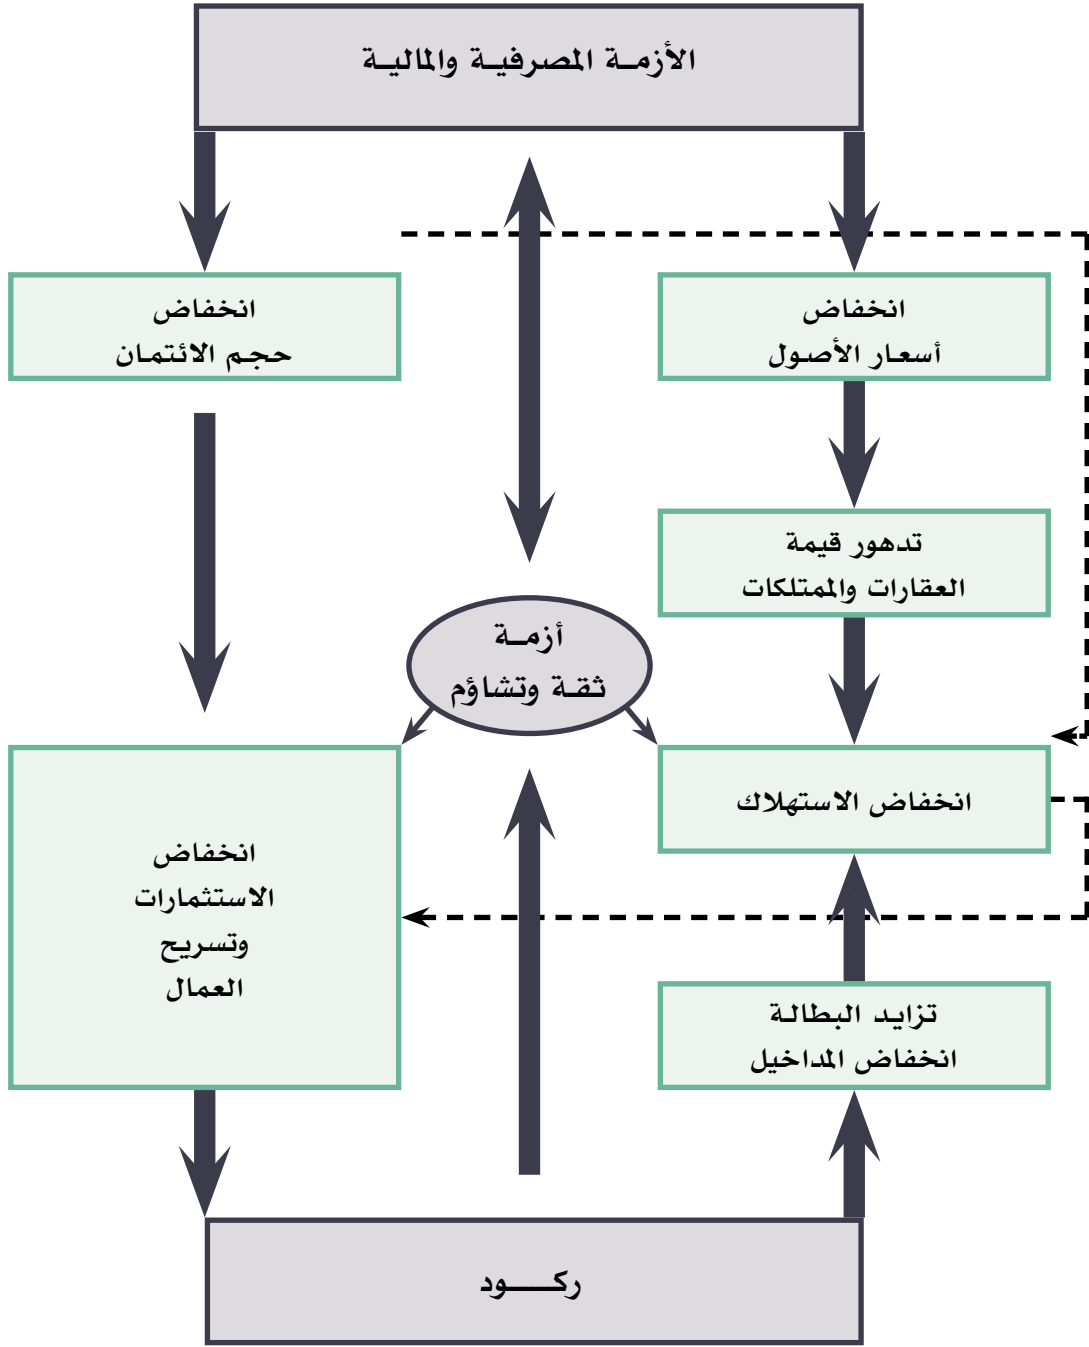 الأزمة المصرفية والمالية
انخفاض
أسعار الأصول
انخفاض
حجم الائتمان
تدهور قيمة
العقارات والممتلكات
أزمة
ثقة وتشاؤم
انخفاض الاستهلاك
انخفاض
الاستثمارات
وتسريح
العمال
تزايد البطالة
انخفاض المداخيل
ركود